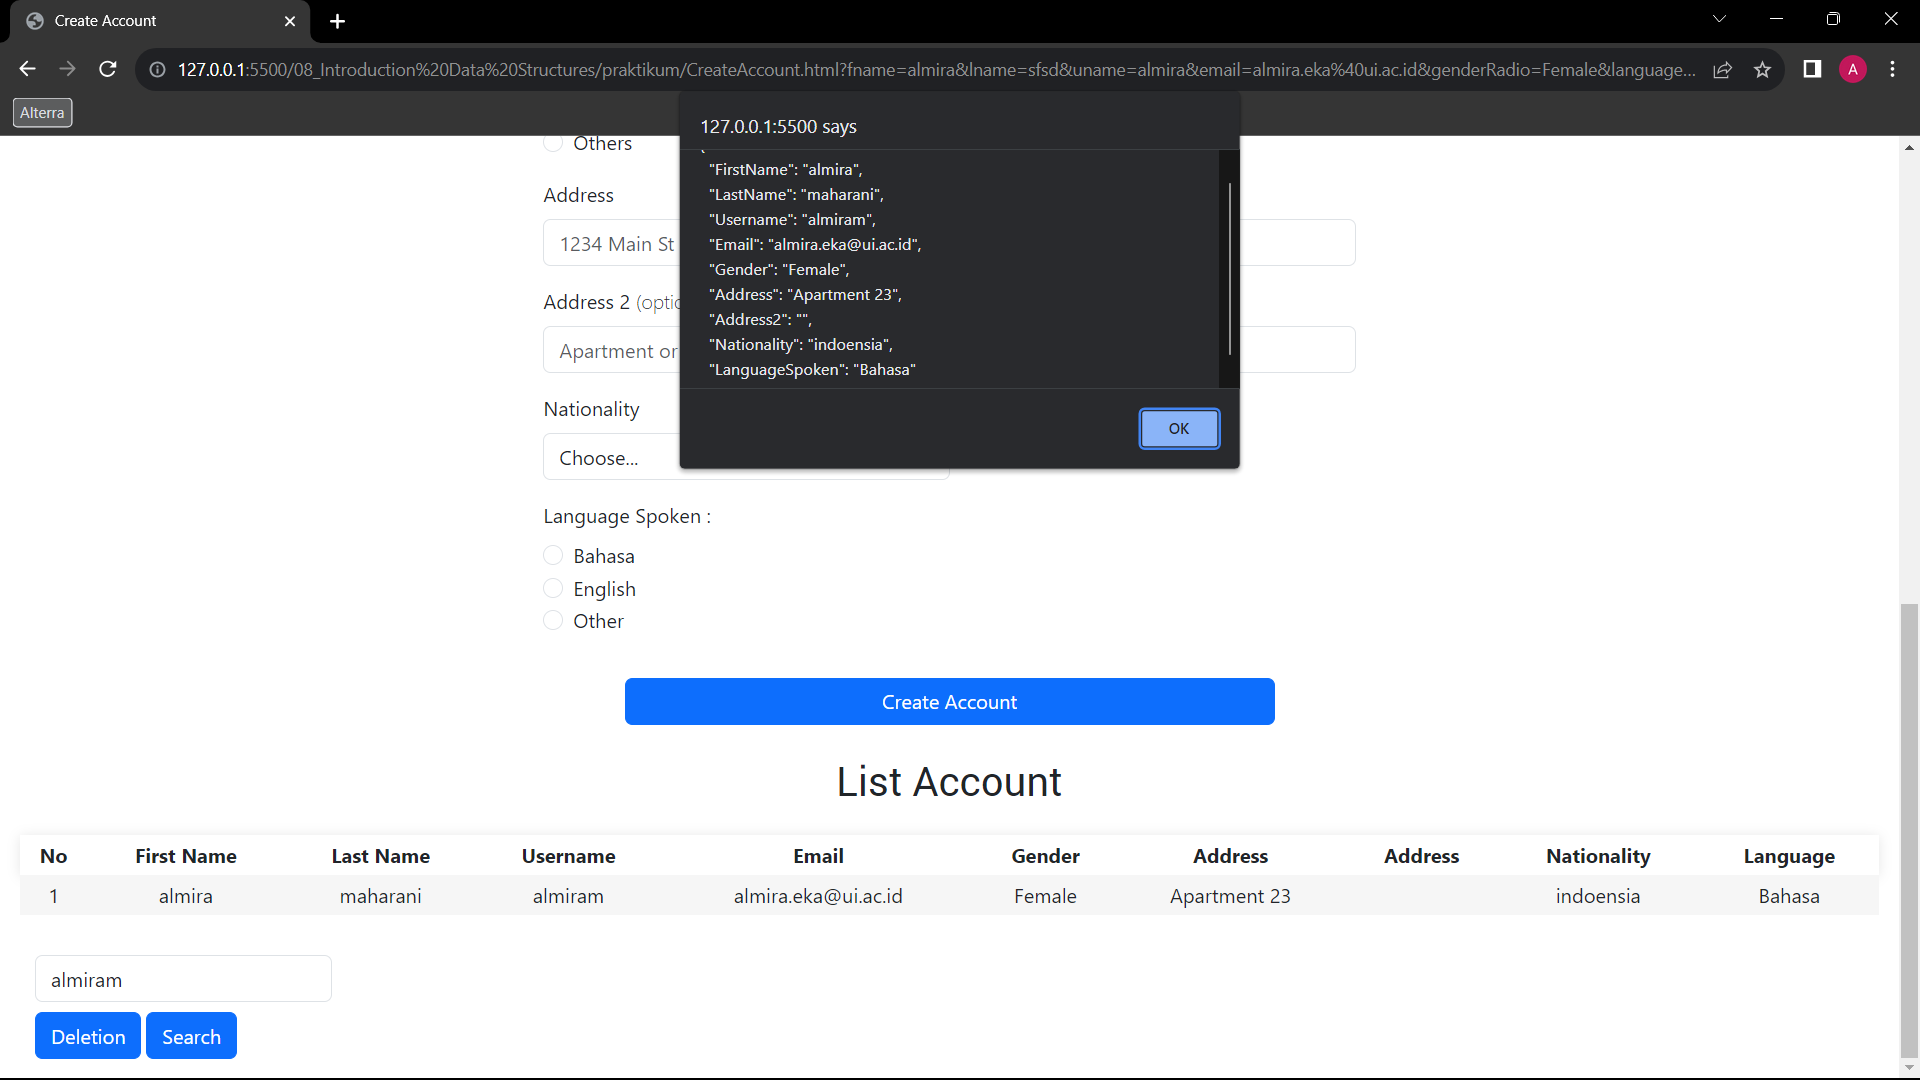 Create Account
127.0.0.1:5500/08_Introduction%20Data%20Structures/praktikum/CreateAccount.html?fname=almira&lname=sfsd&uname=almira&email=almira.eka%40ui.ac.id&genderRadio=Female&language...
A
Alterra
127.0.0.1:5500 says
"FirstName": "almira",
"LastName": "maharani",
"Username": "almiram",
"Email": "almira.eka@ui.ac.id",
"Gender": "Female",
"Address": "Apartment 23",
"Address2": "",
"Nationality": "indoensia",
"LanguageSpoken": "Bahasa"
OK
Others
Address
1234 Main St
Address 2 (optio
Apartment or
Nationality
Choose...
Language Spoken :
Bahasa
English
Other
Create Account
List Account
No First Name Last Name Username Email Gender Address Address Nationality Language
1 almira maharani almiram almira.eka@ui.ac.id Female Apartment 23 indoensia Bahasa
almiram
Deletion Search